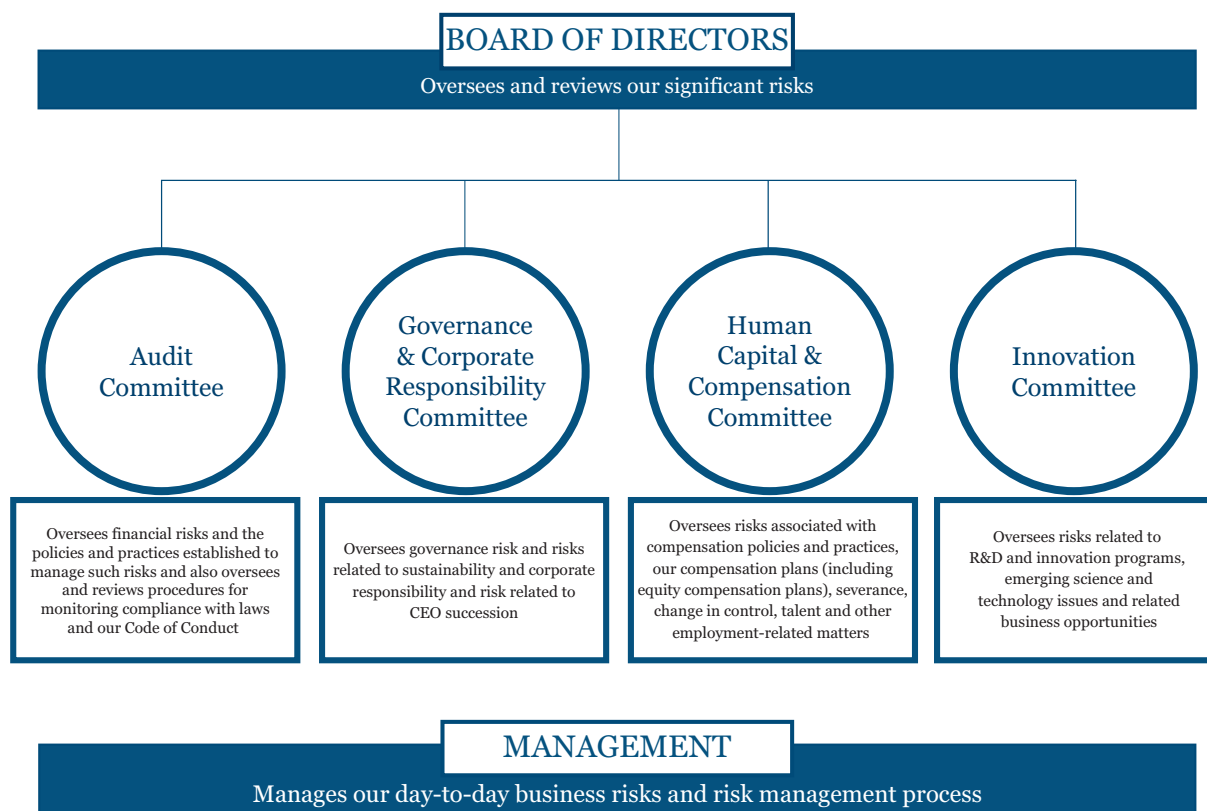 BOARD OF DIRECTORS
Oversees and reviews our significant risks
Audit
Committee
Governance
& Corporate
Responsibility
Committee
Human
Capital &
Compensation
Committee
Innovation
Committee
Oversees financial risks and the
policies and practices established to
manage such risks and also oversees
and reviews procedures for
monitoring compliance with laws
and our Code of Conduct
Oversees governance risk and risks
related to sustainability and corporate
responsibility and risk related to
CEO succession
Oversees risks associated with
compensation policies and practices,
our compensation plans (including
equity compensation plans), severance,
change in control, talent and other
employment-related matters
Oversees risks related to
R&D and innovation programs,
emerging science and
technology issues and related
business opportunities
MANAGEMENT
Manages our day-to-day business risks and risk management process